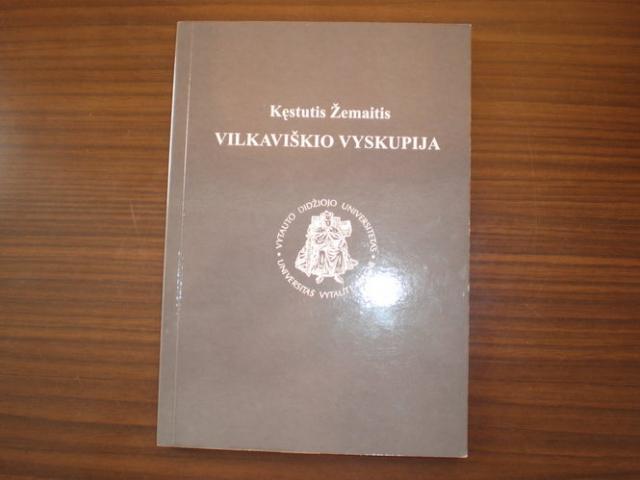 Kęstutis Žemaitis
VILKAVIŠKIO VYSKUPIJA
VYTAUTO DIDŽIOJO UNIVERSITETAS
UNIVERSITAS VYTAUTI